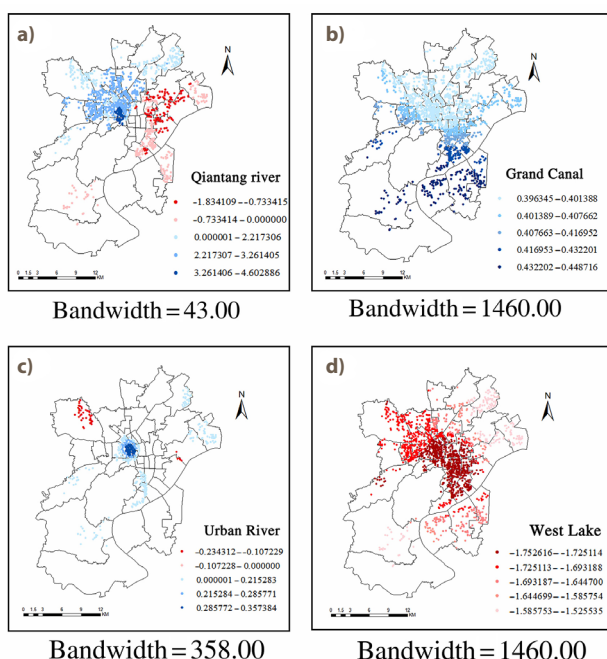 a)
N
Qiantang river
-1.834109--0.733415
-0.733414-0.000000
0.000001-2.217306
2.217307-3.261405
3.261406-4.602886
0 1.5 3 6 9 12
KM
Bandwidth=43.00
b)
N
Grand Canal
0.396345-0.401388
0.401389-0.407662
0.407663-0.416952
0.416953-0.432201
0.432202-0.448716
0 1.5 3 6 9 12
KM
Bandwidth=1460.00
c)
N
Urban River
-0.234312--0.107229
-0.107228-0.000000
0.000001-0.215283
0.215284-0.285771
0.285772-0.357384
0 1.5 3 6 9 12
KM
Bandwidth=358.00
d)
N
West Lake
-1.752616--1.725114
-1.725113--1.693188
-1.693187--1.644700
-1.644699--1.585754
-1.585753--1.525535
0 1.5 3 6 9 12
KM
Bandwidth=1460.00